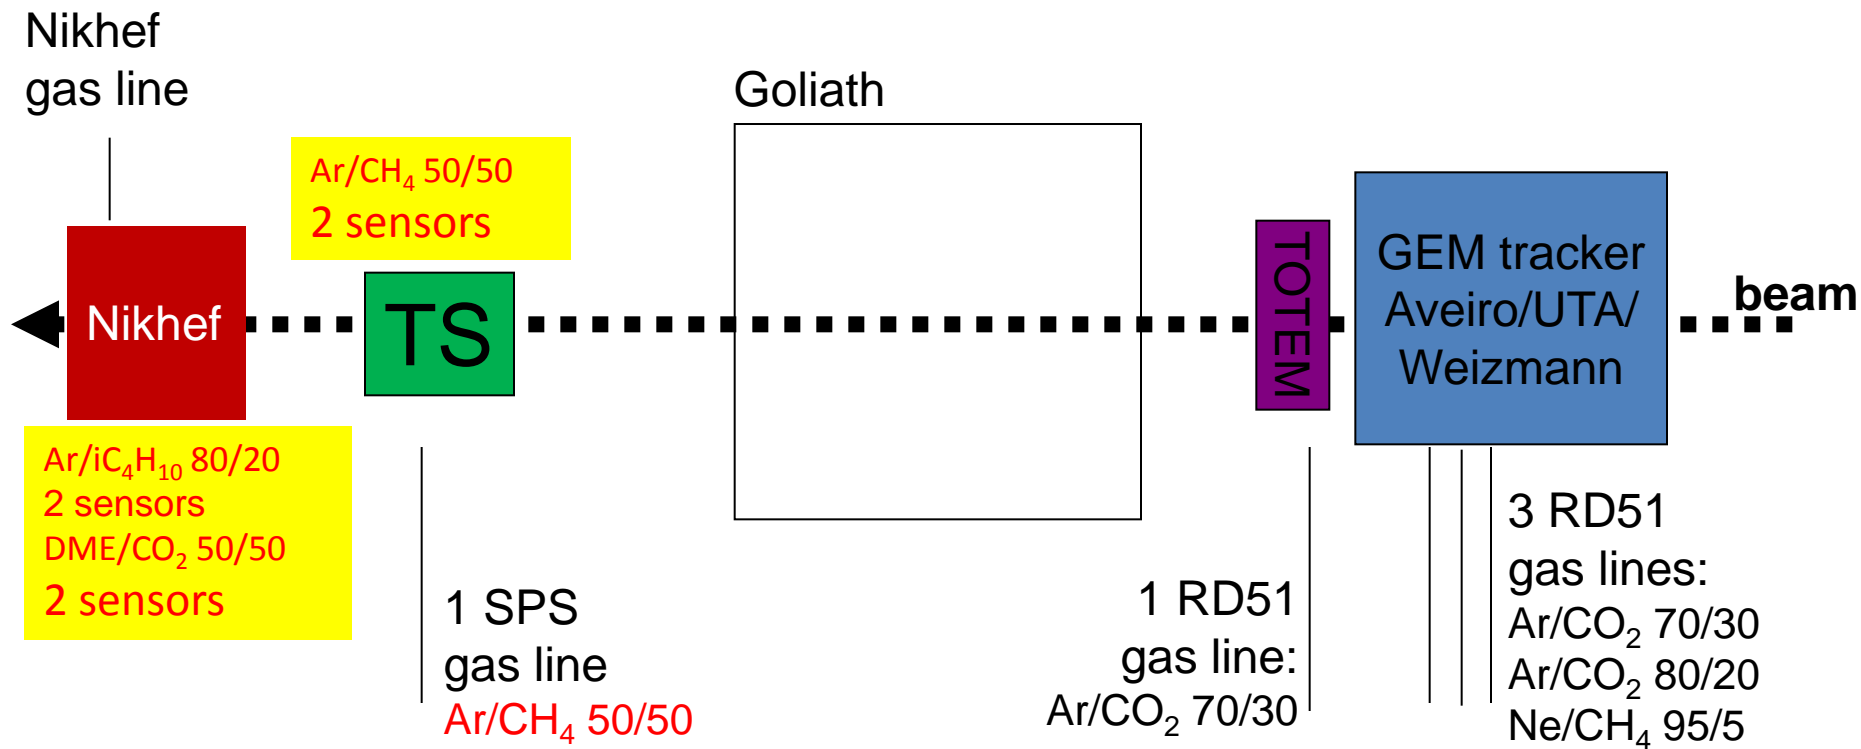 Nikhef
gas line
Ar/CH₄ 50/50
2 sensors
Goliath
Nikhef
TS
TOTEM
GEM tracker
Aveiro/UTA/
Weizmann
beam
Ar/iC₄H₁₀ 80/20
2 sensors
DME/CO₂ 50/50
2 sensors
1 SPS
gas line
Ar/CH₄ 50/50
1 RD51
gas line:
Ar/CO₂ 70/30
3 RD51
gas lines:
Ar/CO₂ 70/30
Ar/CO₂ 80/20
Ne/CH₄ 95/5